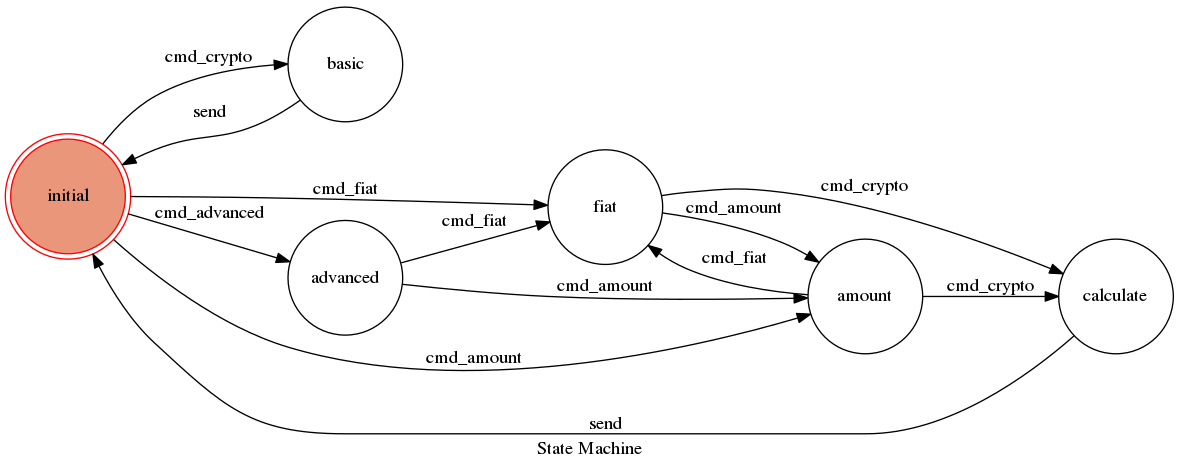 cmd_crypto
basic
send
initial
cmd_fiat
cmd_advanced
advanced
cmd_fiat
fiat
cmd_crypto
cmd_amount
cmd_fiat
cmd_amount
amount
cmd_crypto
calculate
cmd_amount
send
State Machine